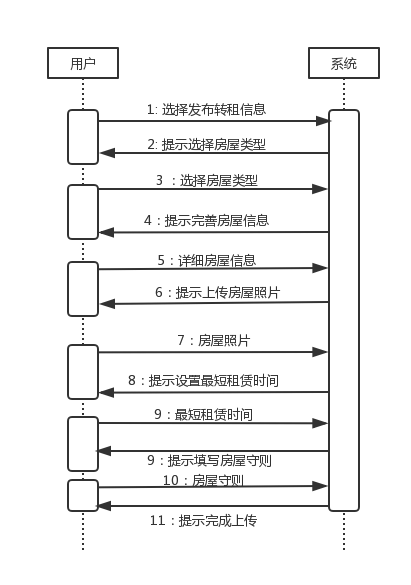 用户
系统
1: 选择发布转租信息
2: 提示选择房屋类型
3 ：选择房屋类型
4：提示完善房屋信息
5：详细房屋信息
6：提示上传房屋照片
7：房屋照片
8：提示设置最短租赁时间
9：最短租赁时间
9：提示填写房屋守则
10：房屋守则
11：提示完成上传